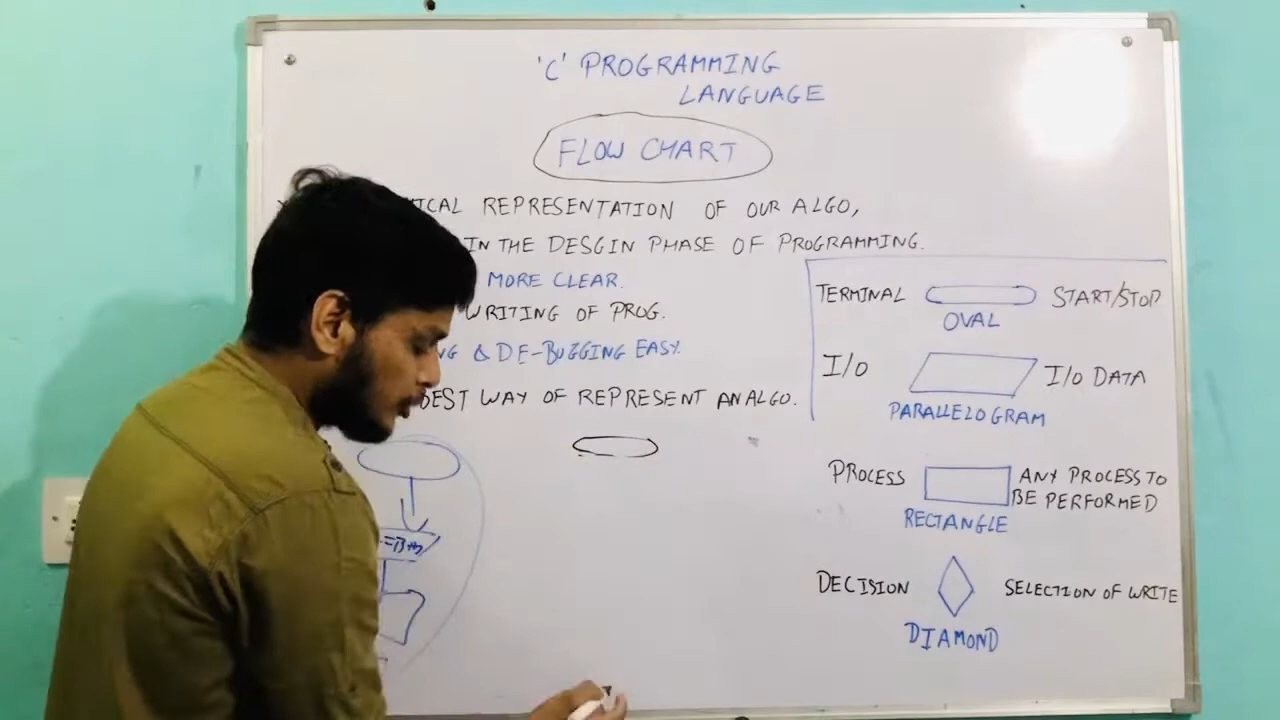 'C' PROGRAMMING
LANGUAGE
FLOW CHART
REPRESENTATION OF OUR ALGO,
IN THE DESGIN PHASE OF PROGRAMMING.
MORE CLEAR.
WRITING OF PROG.
& DE-BUGGING EASY.
BEST WAY OF REPRESENT AN ALGO.
TERMINAL START/STOP
OVAL
I/O I/O DATA
PARALLELOGRAM
PROCESS ANY PROCESS TO
BE PERFORMED
RECTANGLE
DECISION SELECTION OF WRITE
DIAMOND